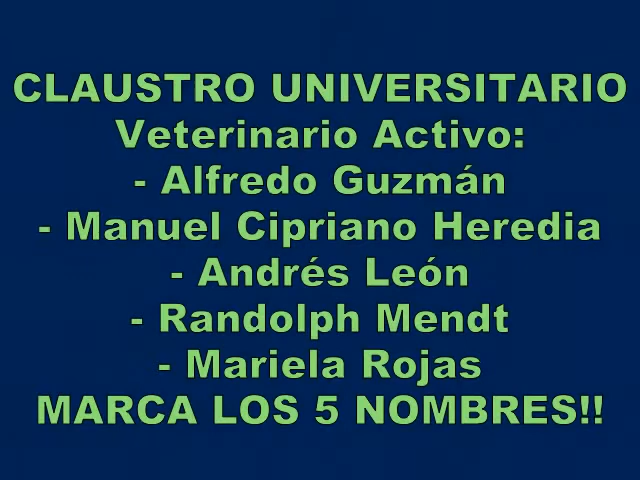 CLAUSTRO UNIVERSITARIO
Veterinario Activo:
- Alfredo Guzmán
- Manuel Cipriano Heredia
- Andrés León
- Randolph Mendt
- Mariela Rojas
MARCA LOS 5 NOMBRES!!